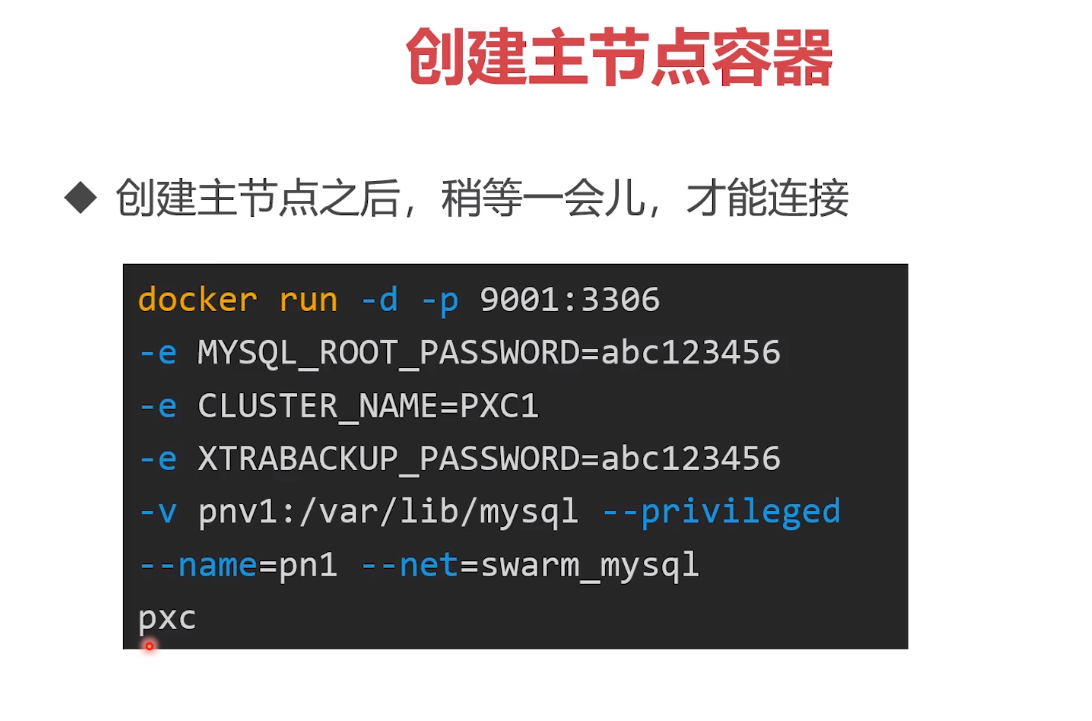 创建主节点容器
◆ 创建主节点之后，稍等一会儿，才能连接
docker run -d -p 9001:3306
-e MYSQL_ROOT_PASSWORD=abc123456
-e CLUSTER_NAME=PXC1
-e XTRABACKUP_PASSWORD=abc123456
-v pnv1:/var/lib/mysql --privileged
--name=pn1 --net=swarm_mysql
pxc